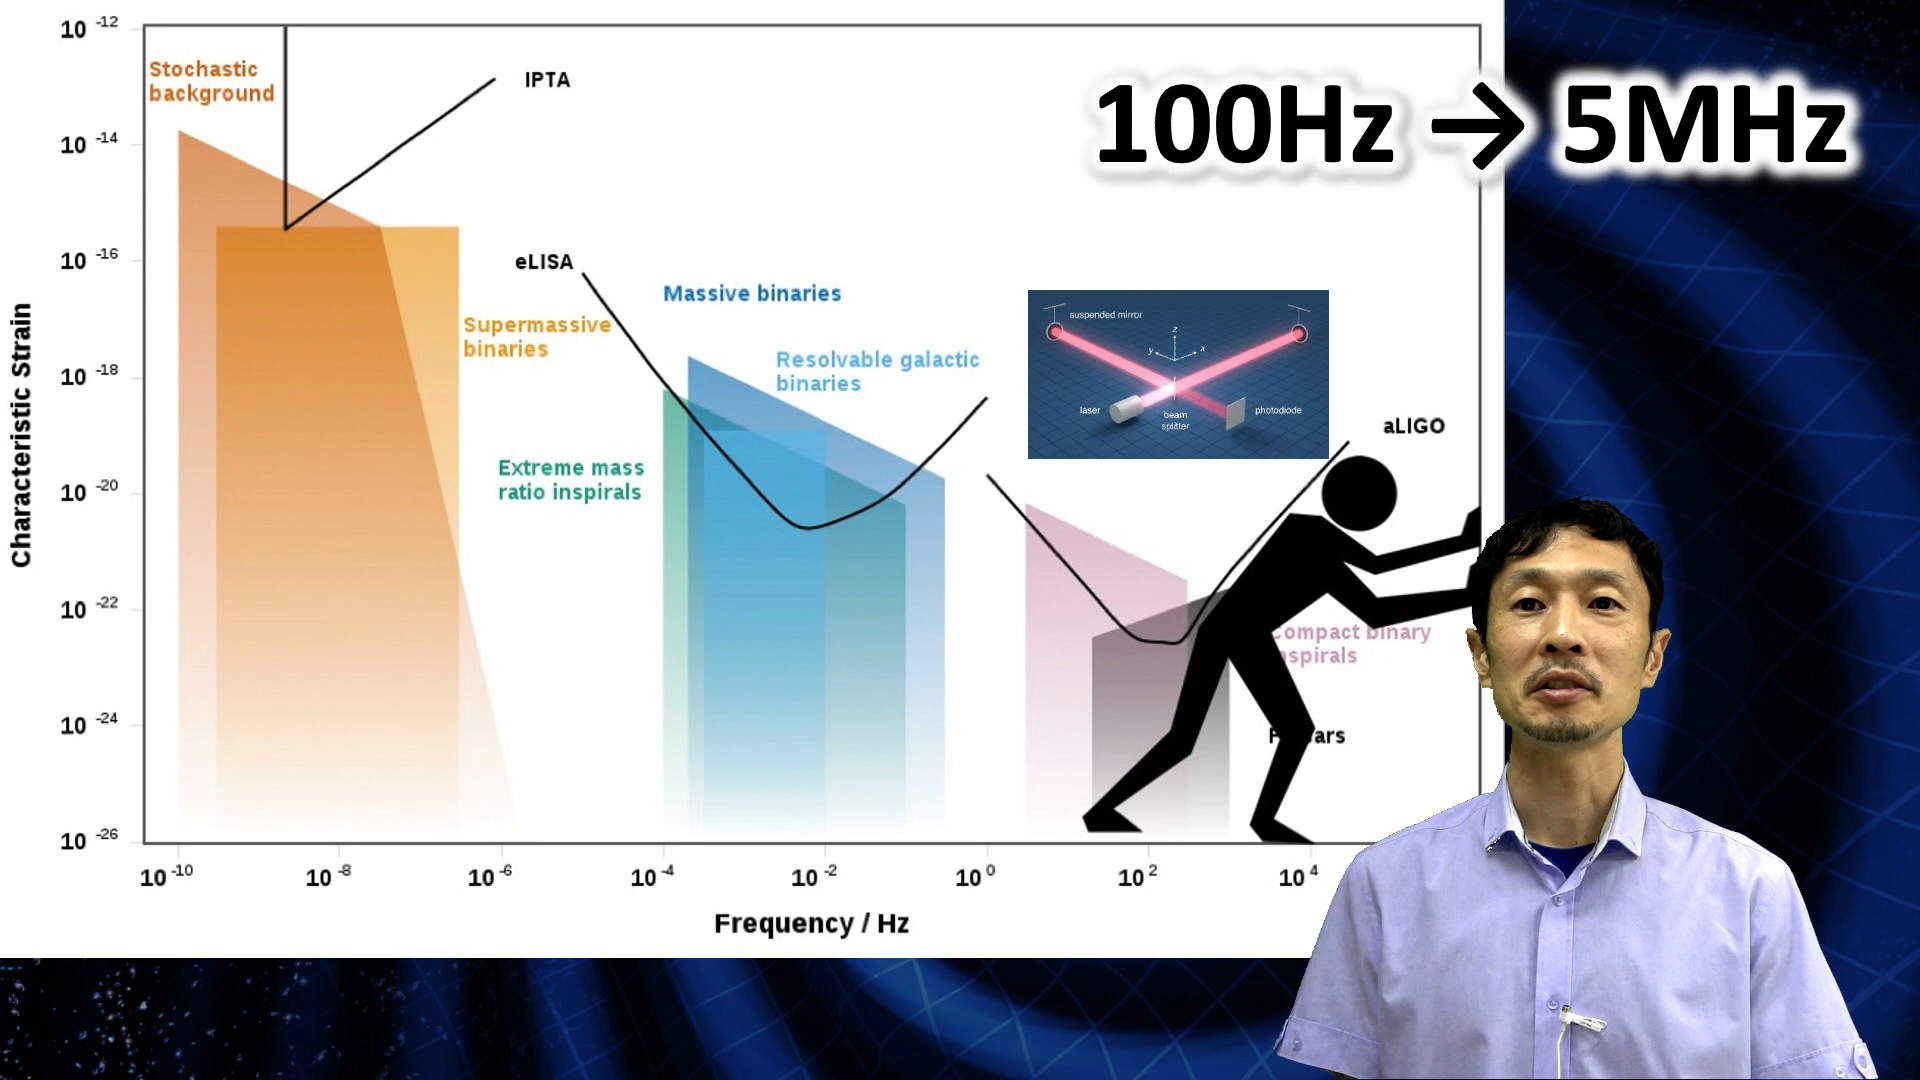 100Hz → 5MHz
10 -12
10 -14
10 -16
10 -18
10 -20
10 -22
10 -24
10 -26
Characteristic Strain
Stochastic
background
IPTA
eLISA
Supermassive
binaries
Massive binaries
Resolvable galactic
binaries
Extreme mass
ratio inspirals
suspended mirror
z
y
x
laser
beam
splitter
photodiode
aLIGO
Compact binary
10 -10
10 -8
10 -6
10 -4
10 -2
10 0
10 2
10 4
Frequency / Hz